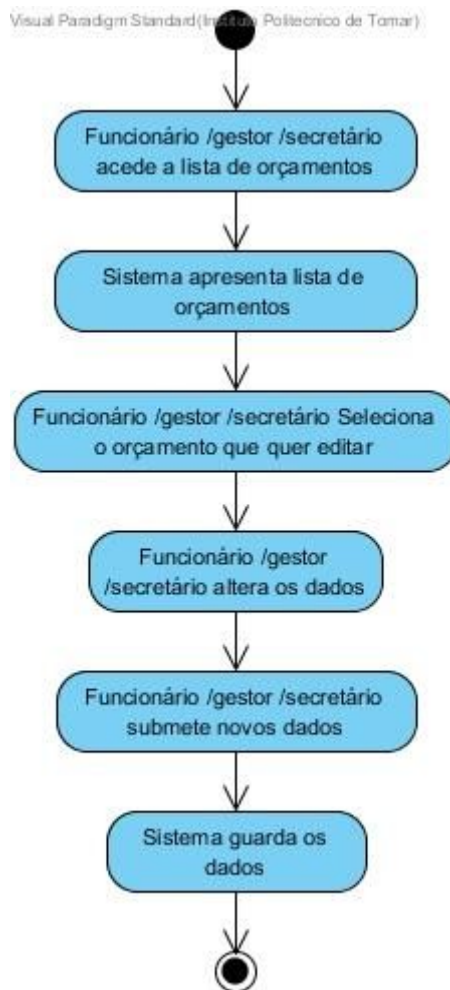 Visual Paradigm Standard(Instituto Politecnico de Tomar)
Funcionário /gestor /secretário
acede a lista de orçamentos
Sistema apresenta lista de
orçamentos
Funcionário /gestor /secretário Seleciona
o orçamento que quer editar
Funcionário /gestor
/secretário altera os dados
Funcionário /gestor /secretário
submete novos dados
Sistema guarda os
dados